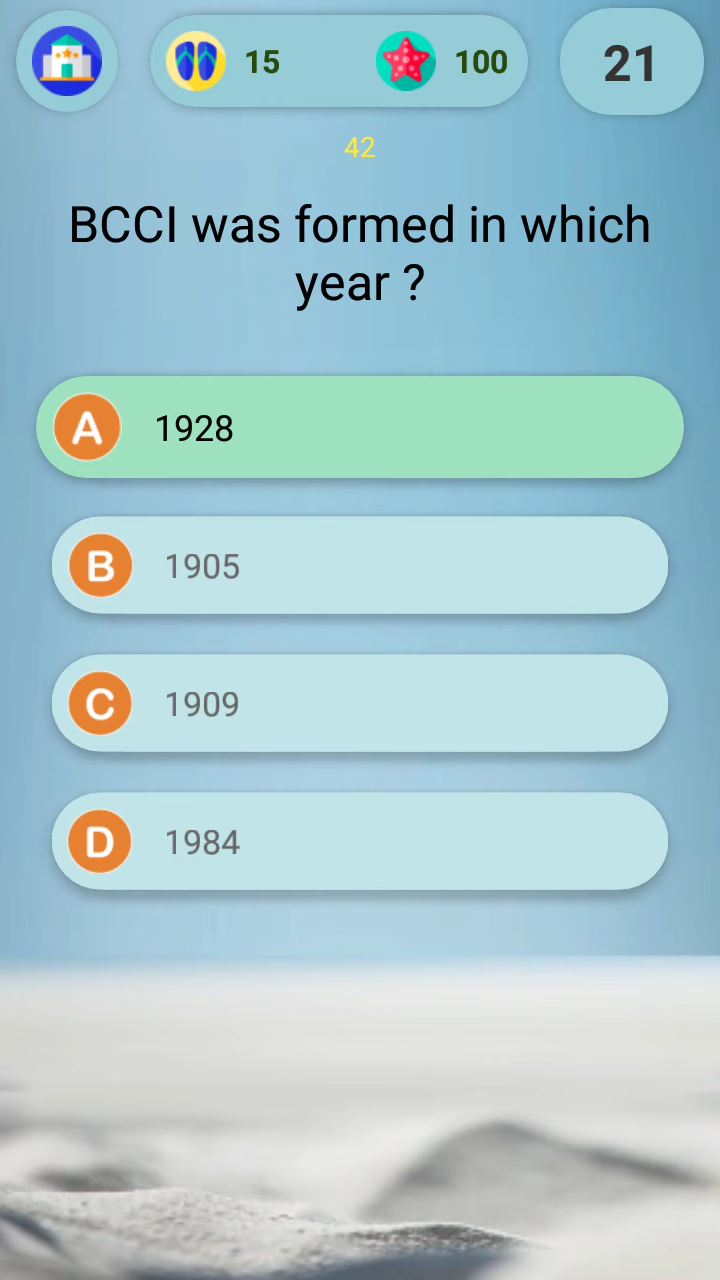 15 100 21
42
BCCI was formed in which
year ?
A 1928
B 1905
C 1909
D 1984